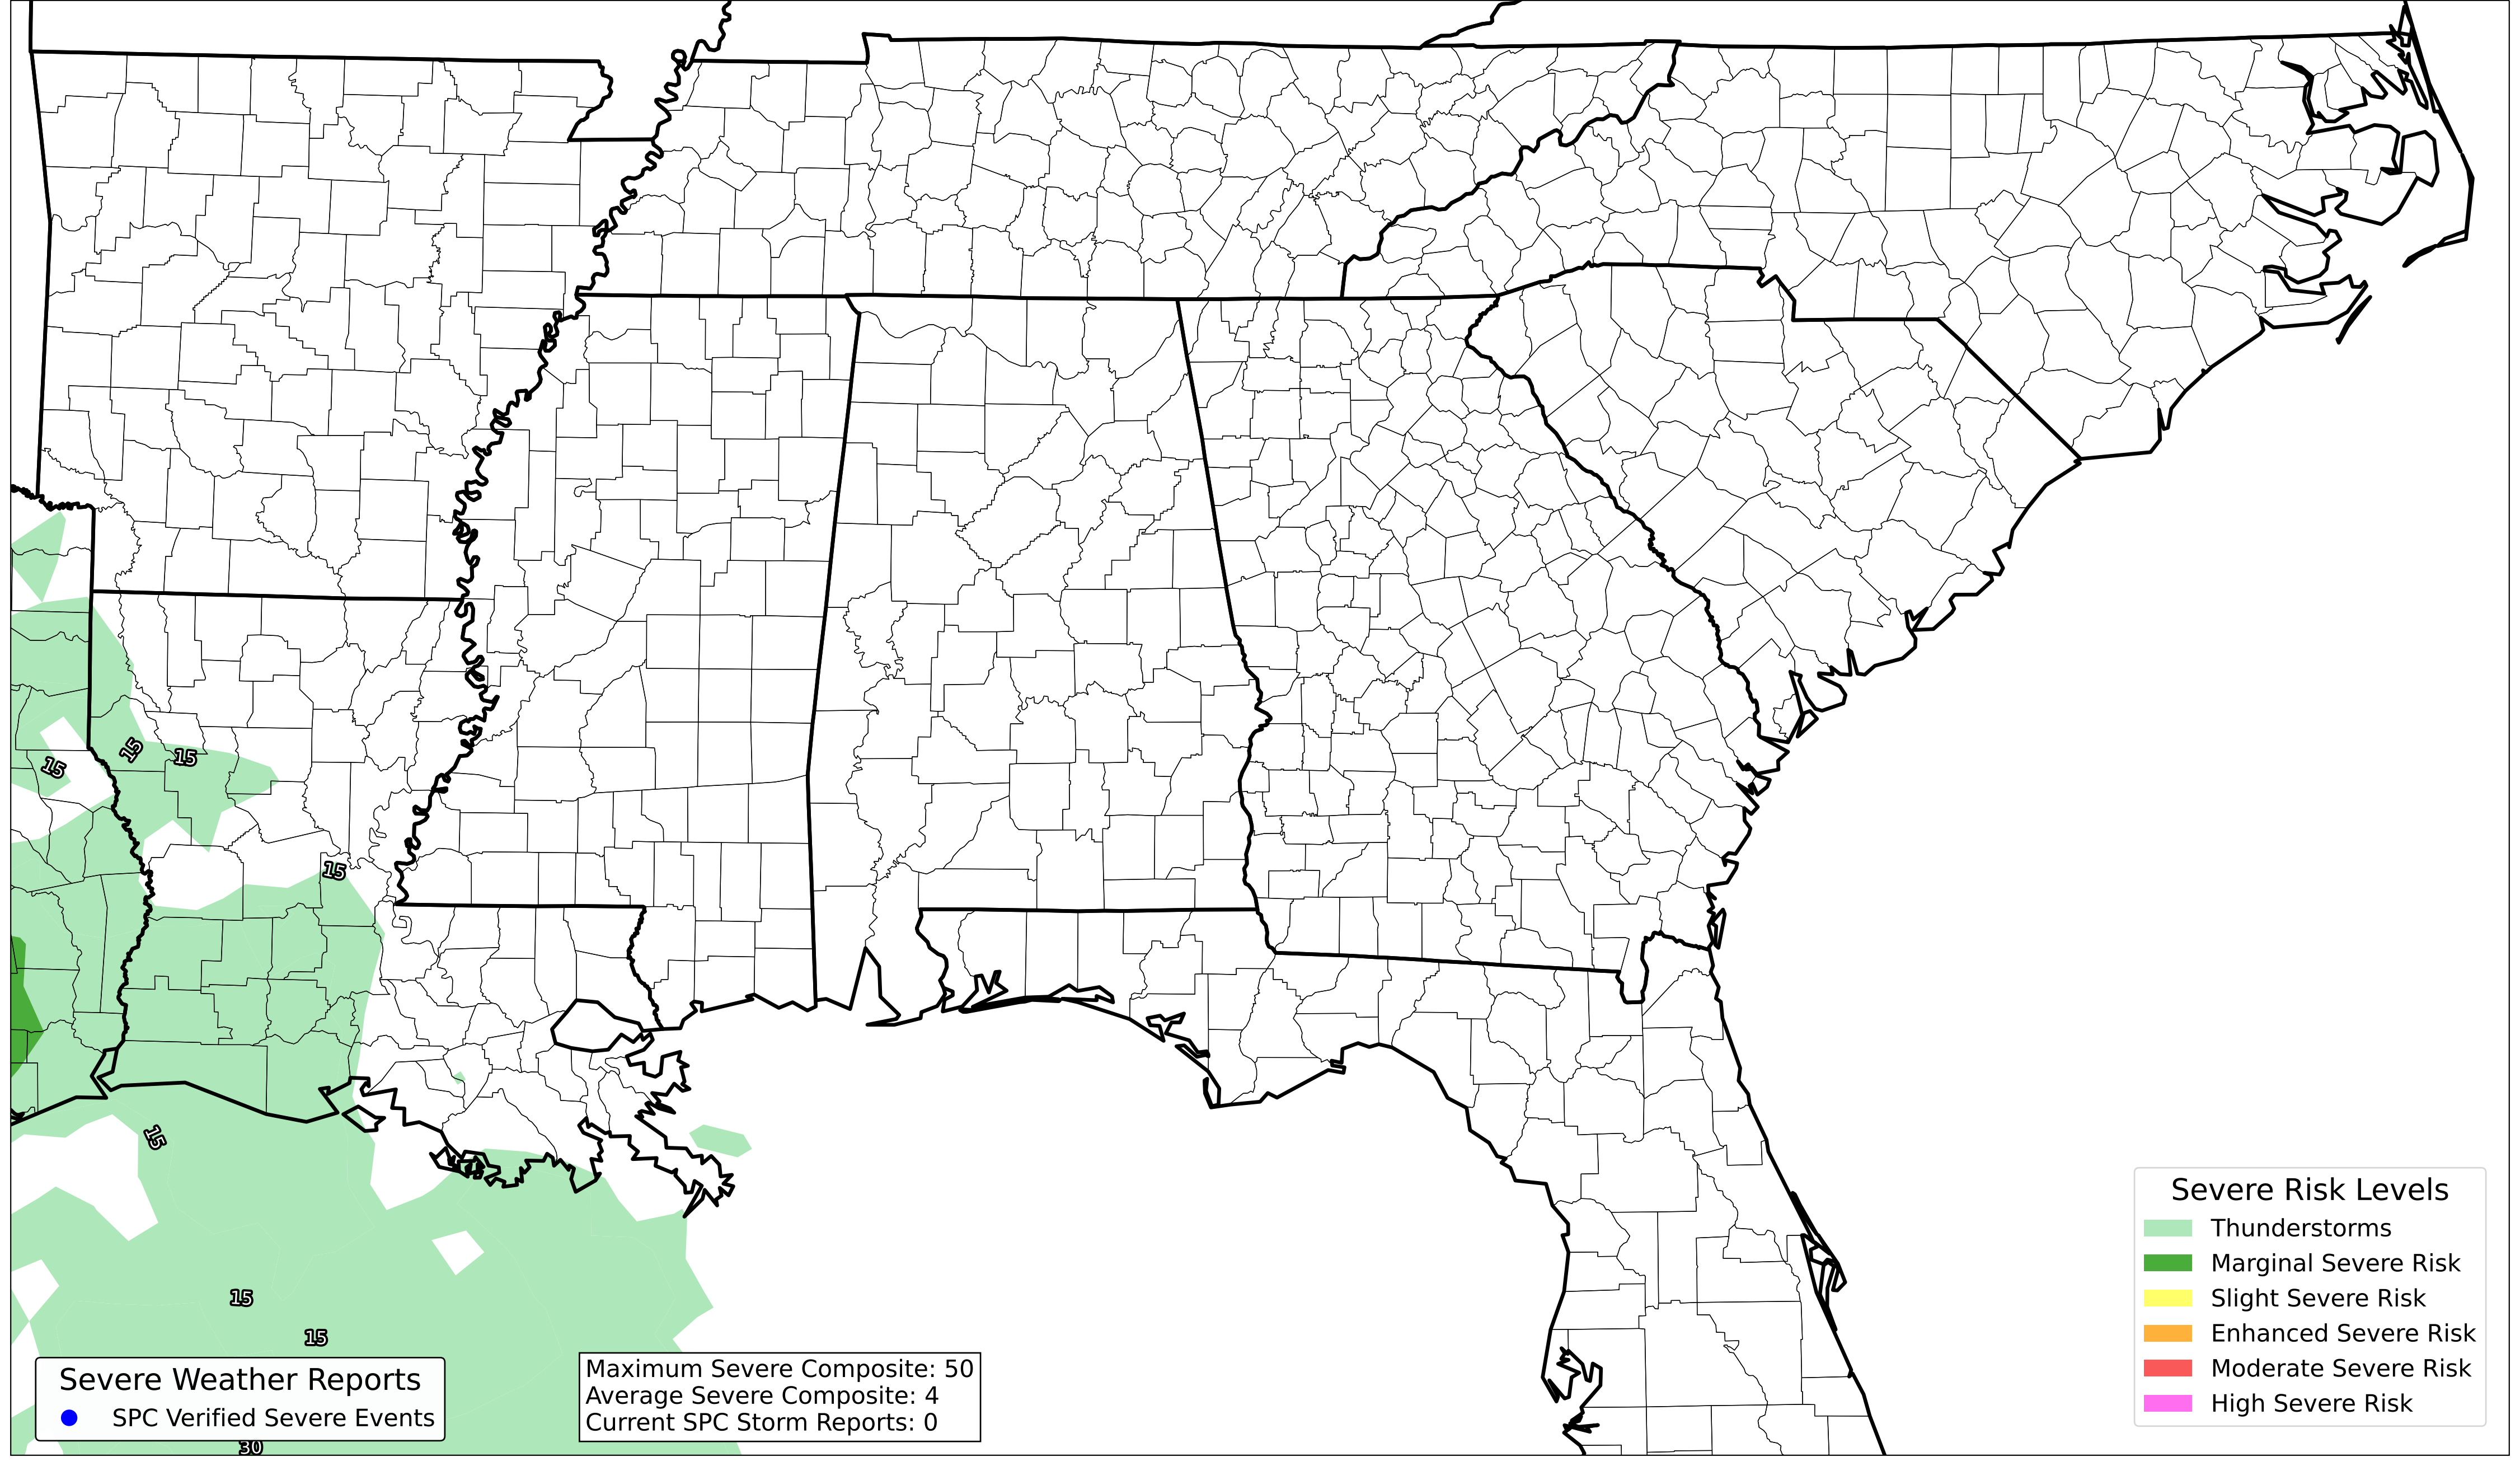 15
15
15
15
15
15
15
30
Severe Weather Reports
SPC Verified Severe Events
Maximum Severe Composite: 50
Average Severe Composite: 4
Current SPC Storm Reports: 0
Severe Risk Levels
Thunderstorms
Marginal Severe Risk
Slight Severe Risk
Enhanced Severe Risk
Moderate Severe Risk
High Severe Risk